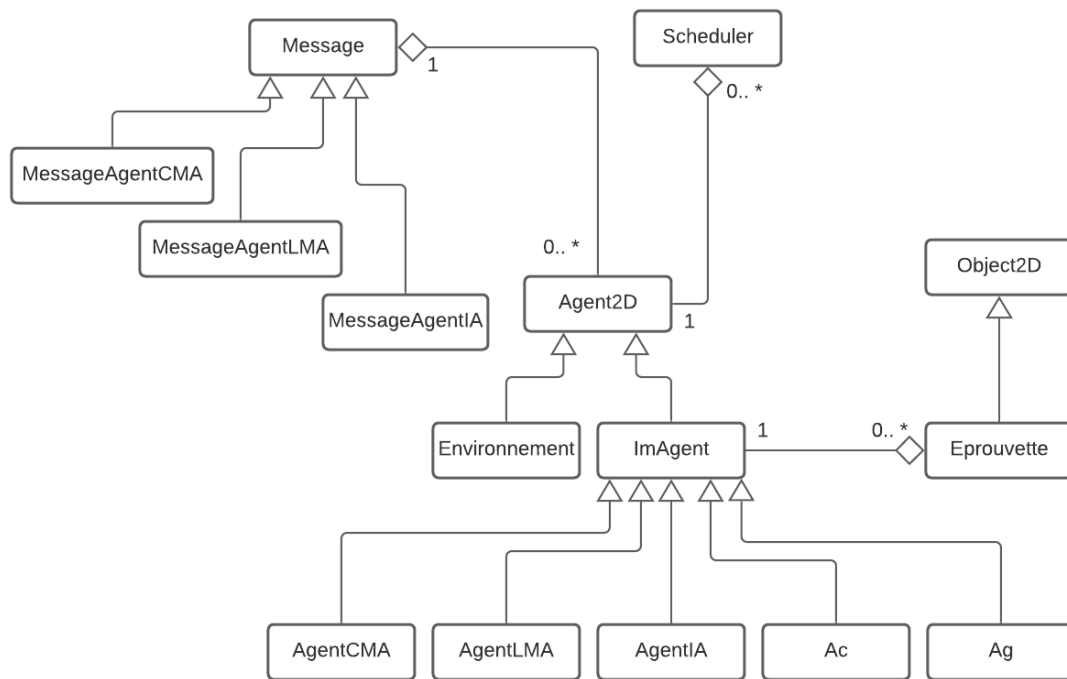 Message
Scheduler
1
0.. *
MessageAgentCMA
MessageAgentLMA
0.. *
Object2D
Agent2D
MessageAgentIA
1
1
0.. *
Environnement
ImAgent
Eprouvette
AgentCMA
AgentLMA
AgentIA
Ac
Ag